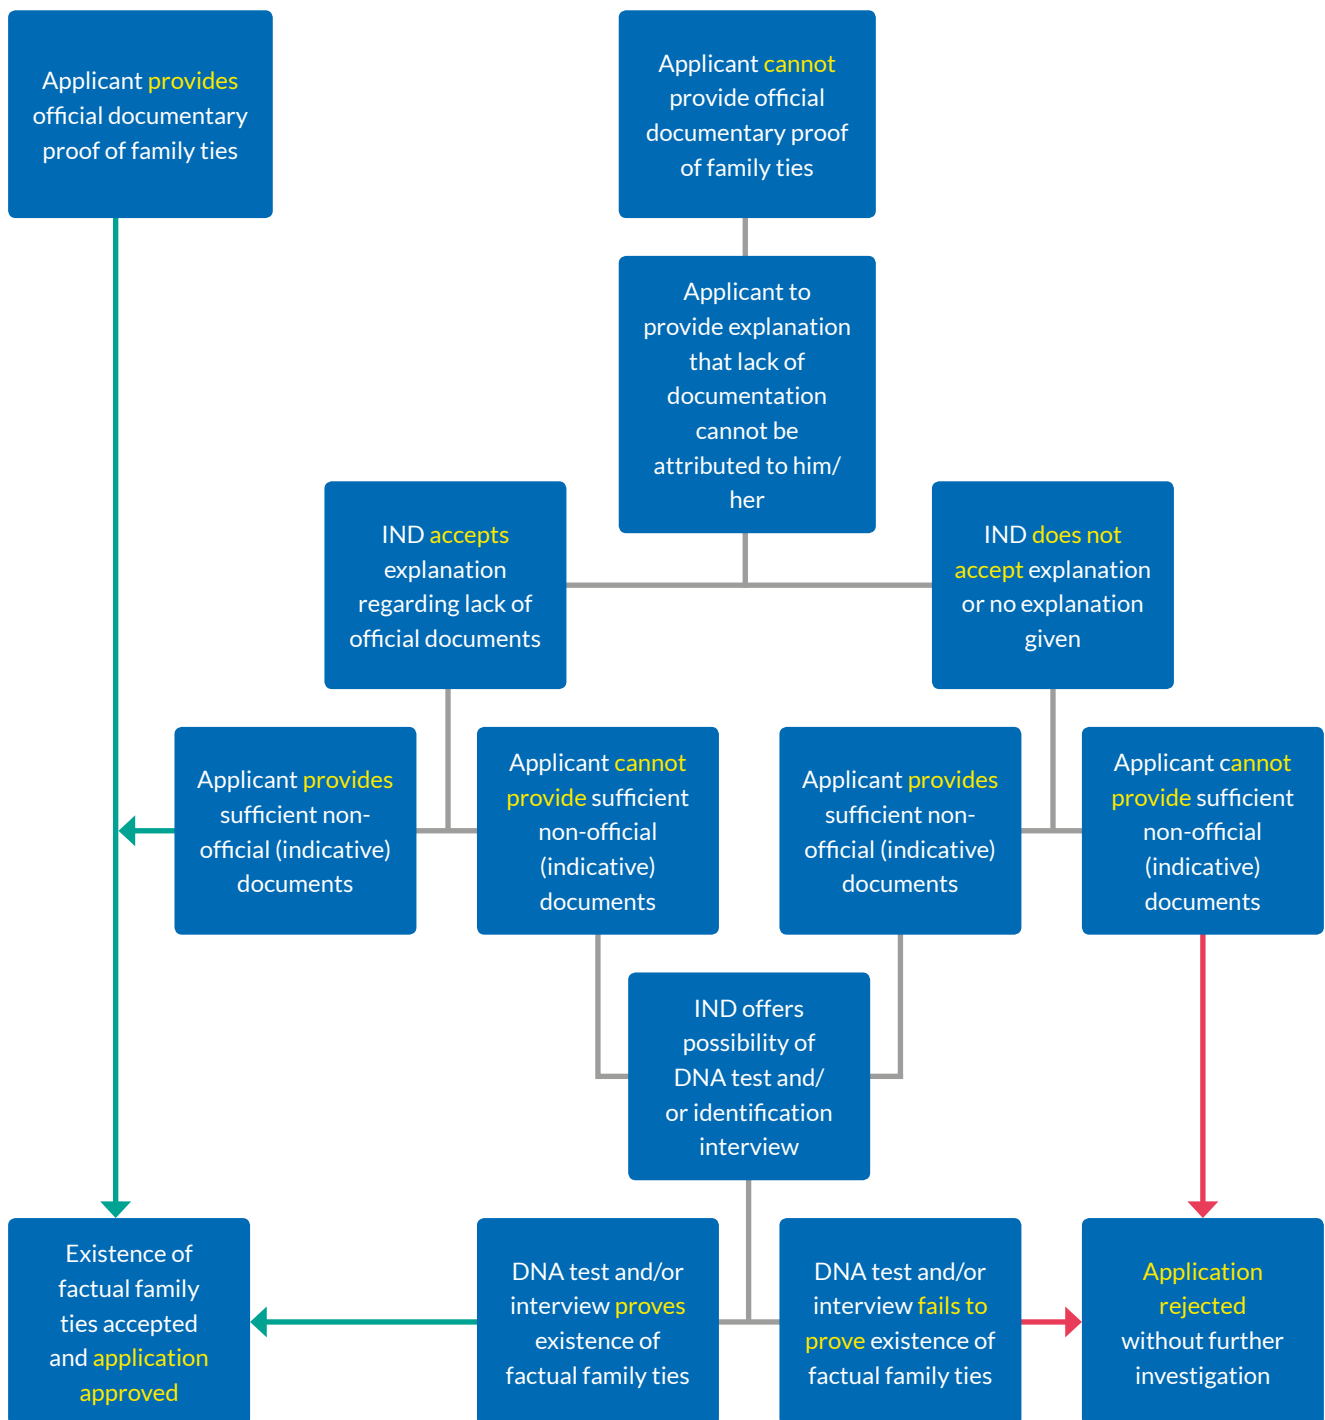 Applicant provides
official documentary
proof of family ties
Applicant cannot
provide official
documentary proof
of family ties
Applicant to
provide explanation
that lack of
documentation
cannot be
attributed to him/
her
IND accepts
explanation
regarding lack of
official documents
IND does not
accept explanation
or no explanation
given
Applicant provides
sufficient non-
official (indicative)
documents
Applicant cannot
provide sufficient
non-official
(indicative)
documents
Applicant provides
sufficient non-
official (indicative)
documents
Applicant cannot
provide sufficient
non-official
(indicative)
documents
IND offers
possibility of
DNA test and/
or identification
interview
Existence of
factual family
ties accepted
and application
approved
DNA test and/or
interview proves
existence of
factual family ties
DNA test and/or
interview fails to
prove existence of
factual family ties
Application
rejected
without further
investigation